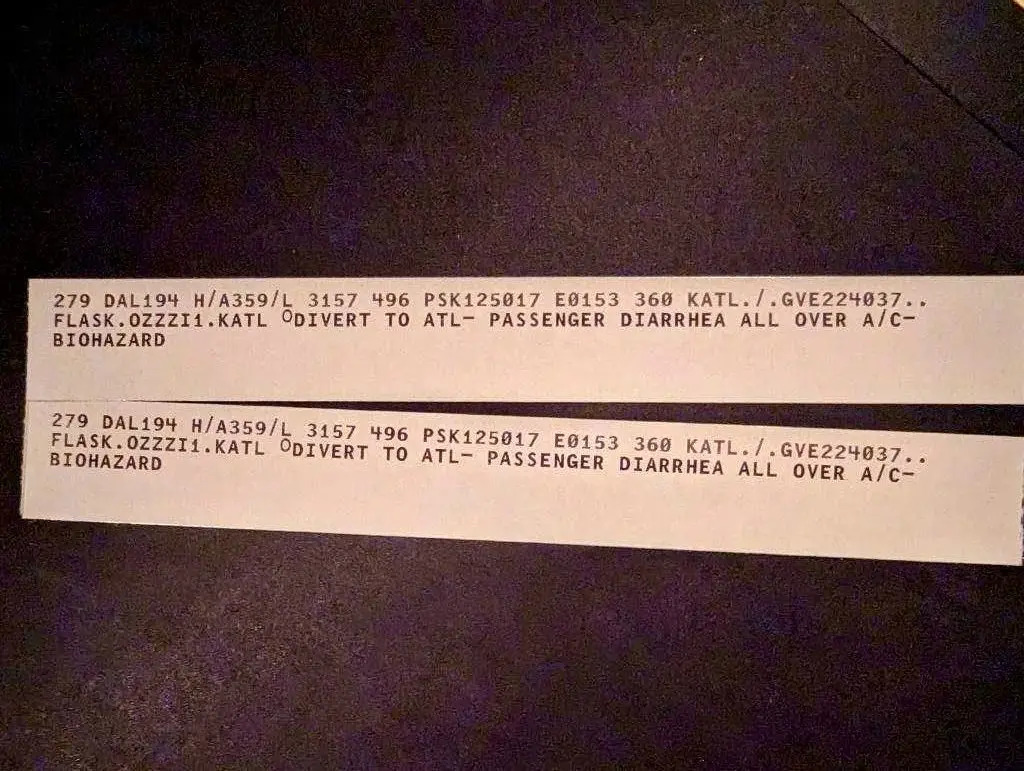 279 DAL194 H/A359/L 3157 496 PSK125017 E0153 360 KATL./.GVE224037..
FLASK.OZZZI1.KATL ○DIVERT TO ATL— PASSENGER DIARRHEA ALL OVER A/C—
BIOHAZARD
279 DAL194 H/A359/L 3157 496 PSK125017 E0153 360 KATL./.GVE224037..
FLASK.OZZZI1.KATL ○DIVERT TO ATL— PASSENGER DIARRHEA ALL OVER A/C—
BIOHAZARD